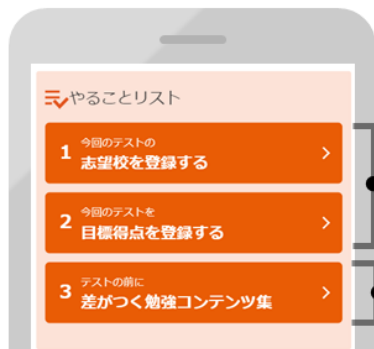 やることリスト
1 今回のテストの
志望校を登録する
2 今回のテストを
目標得点を登録する
3 テストの前に
差がつく勉強コンテンツ集